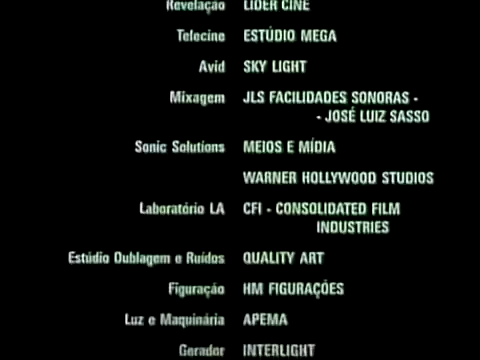 Revelação LIDER CINE
Telecine ESTÚDIO MEGA
Avid SKY LIGHT
Mixagem JLS FACILIDADES SONORAS -
- JOSÉ LUIZ SASSO
Sonic Solutions MEIOS E MÍDIA
WARNER HOLLYWOOD STUDIOS
Laboratório LA CFI - CONSOLIDATED FILM
INDUSTRIES
Estúdio Dublagem e Ruídos QUALITY ART
Figuração HM FIGURAÇÕES
Luz e Maquinária APEMA
Gerador INTERLIGHT